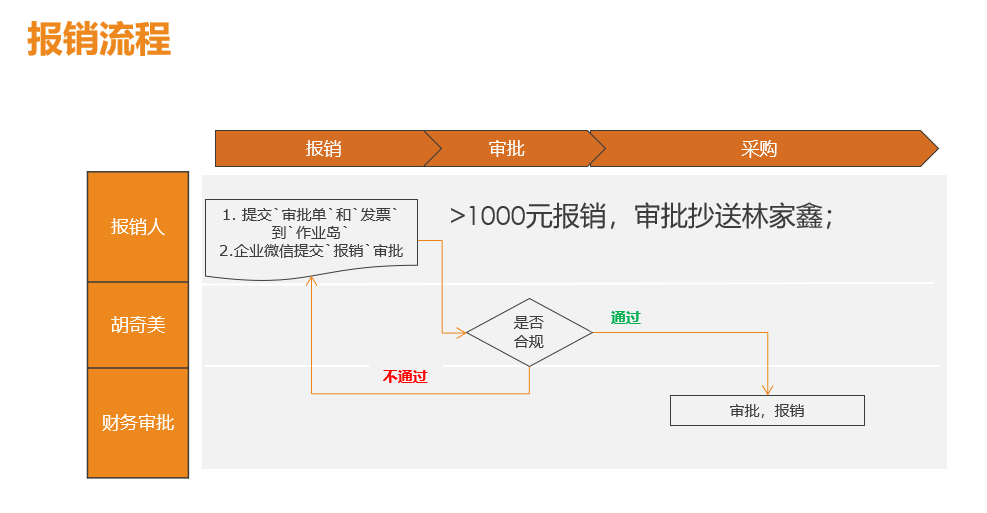 报销流程
报销
审批
采购
报销人
1. 提交`审批单`和`发票`
到`作业岛`
2.企业微信提交`报销`审批
>1000元报销，审批抄送林家鑫；
胡奇美
是否
合规
通过
不通过
财务审批
审批，报销